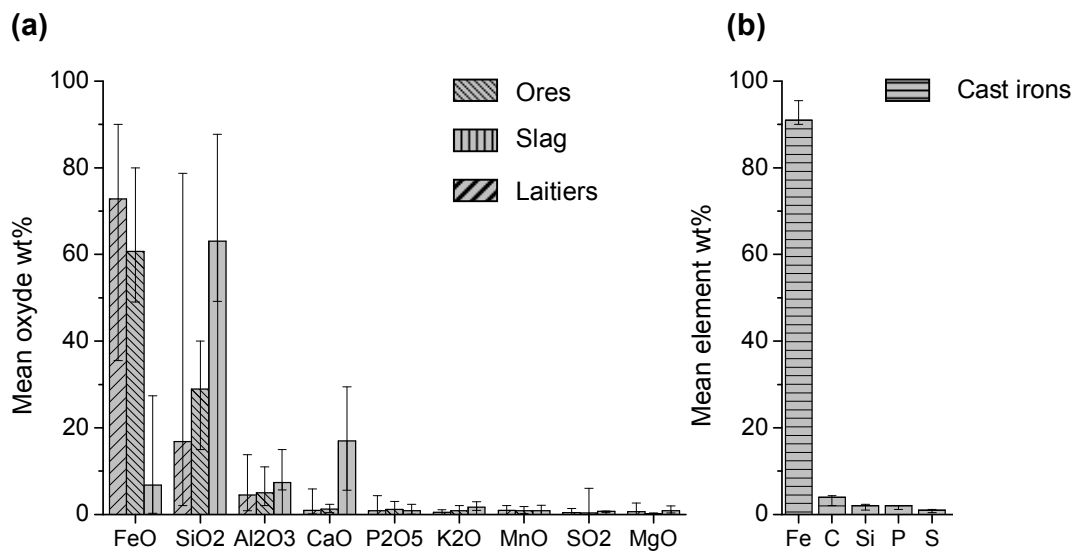 (a)
100
80
60
40
20
0
Mean oxyde wt%
Ores
Slag
Laitiers
FeO SiO2 Al2O3 CaO P2O5 K2O MnO SO2 MgO
(b)
100
80
60
40
20
0
Mean element wt%
Cast irons
Fe C Si P S